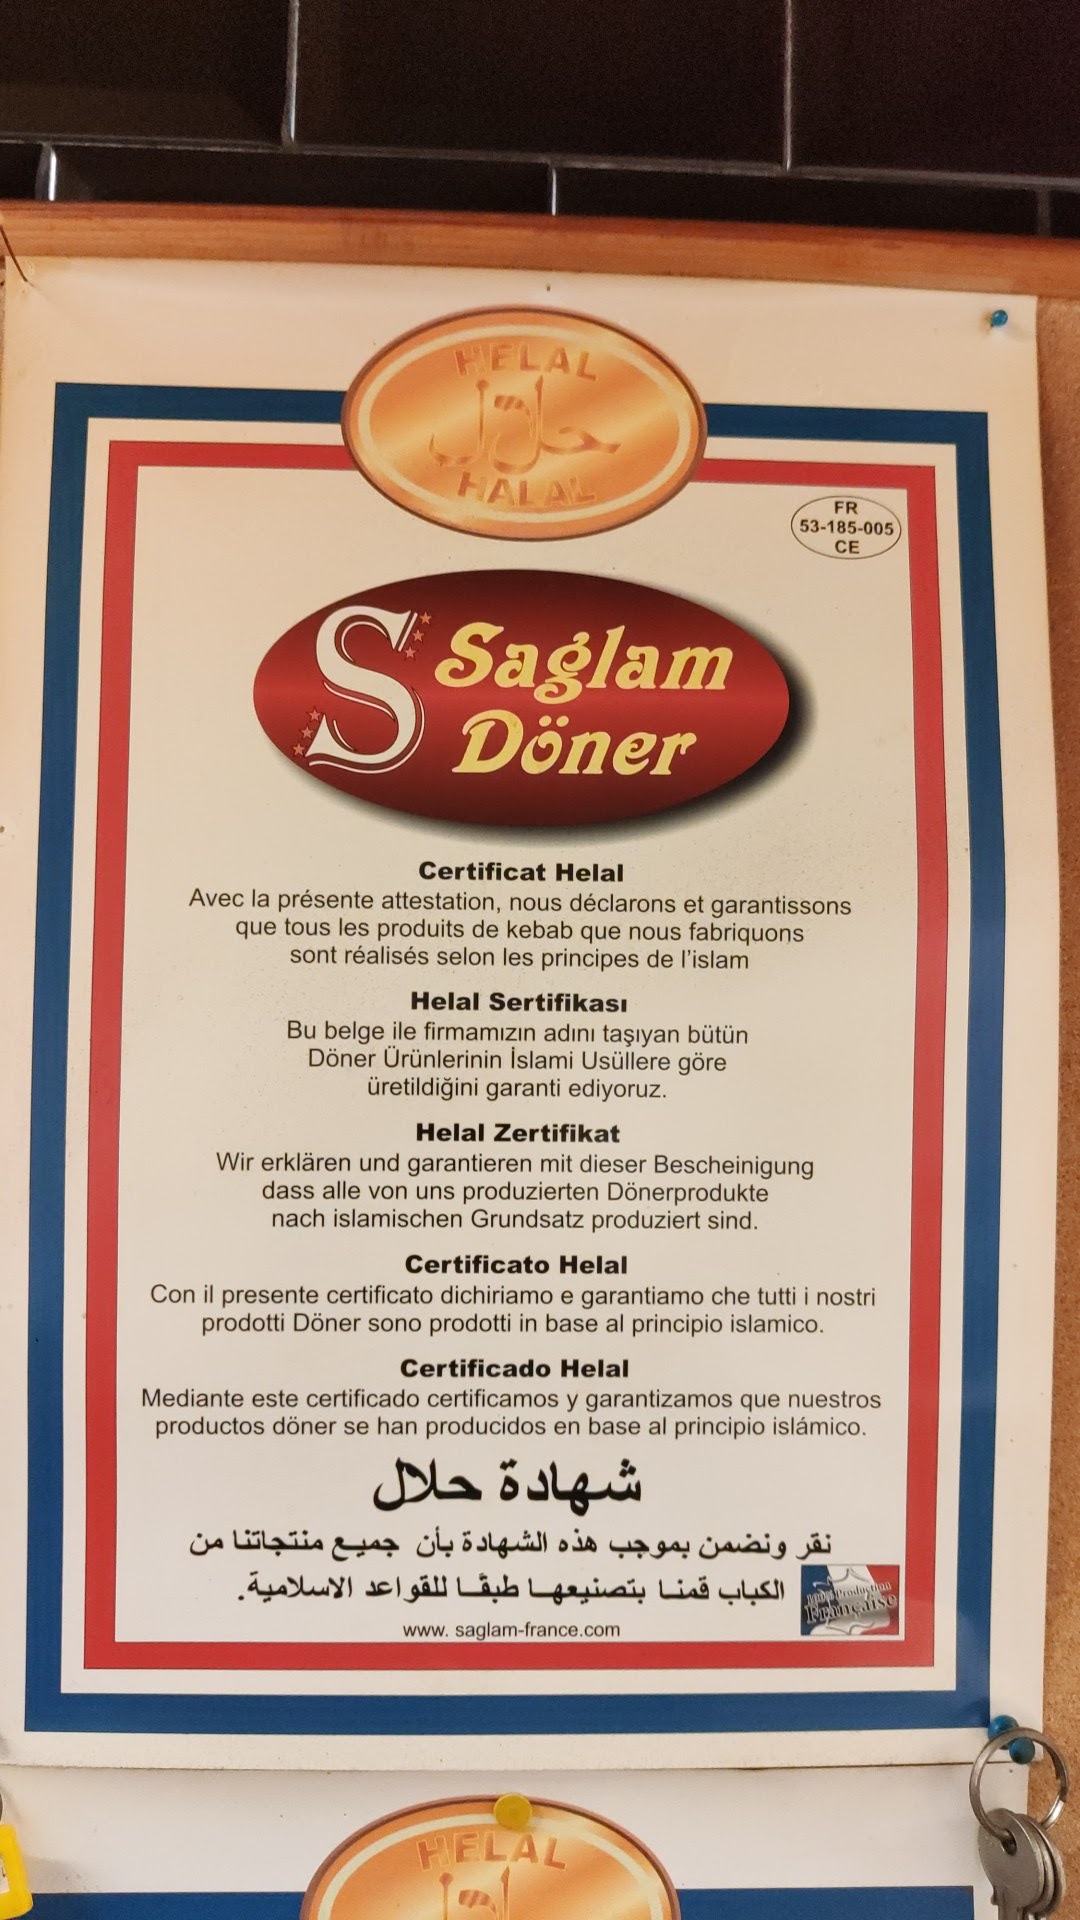 HELAL
حلال
HALAL
FR
53-185-005
CE
S Saglam
Döner
Certificat Helal
Avec la présente attestation, nous déclarons et garantissons
que tous les produits de kebab que nous fabriquons
sont réalisés selon les principes de l'islam
Helal Sertifikası
Bu belge ile firmamızın adını taşıyan bütün
Döner Ürünlerinin İslami Usüllere göre
üretildiğini garanti ediyoruz.
Helal Zertifikat
Wir erklären und garantieren mit dieser Bescheinigung
dass alle von uns produzierten Dönerprodukte
nach islamischen Grundsatz produziert sind.
Certificato Helal
Con il presente certificato dichiriamo e garantiamo che tutti i nostri
prodotti Döner sono prodotti in base al principio islamico.
Certificado Helal
Mediante este certificado certificamos y garantizamos que nuestros
productos döner se han producidos en base al principio islámico.
شهادة حلال
نقر ونضمن بموجب هذه الشهادة بأن جميع منتجاتنا من
الكباب قمنا بتصنيعها طبقًا للقواعد الاسلامية.
100% Production
Française
www. saglam-france.com
HELAL